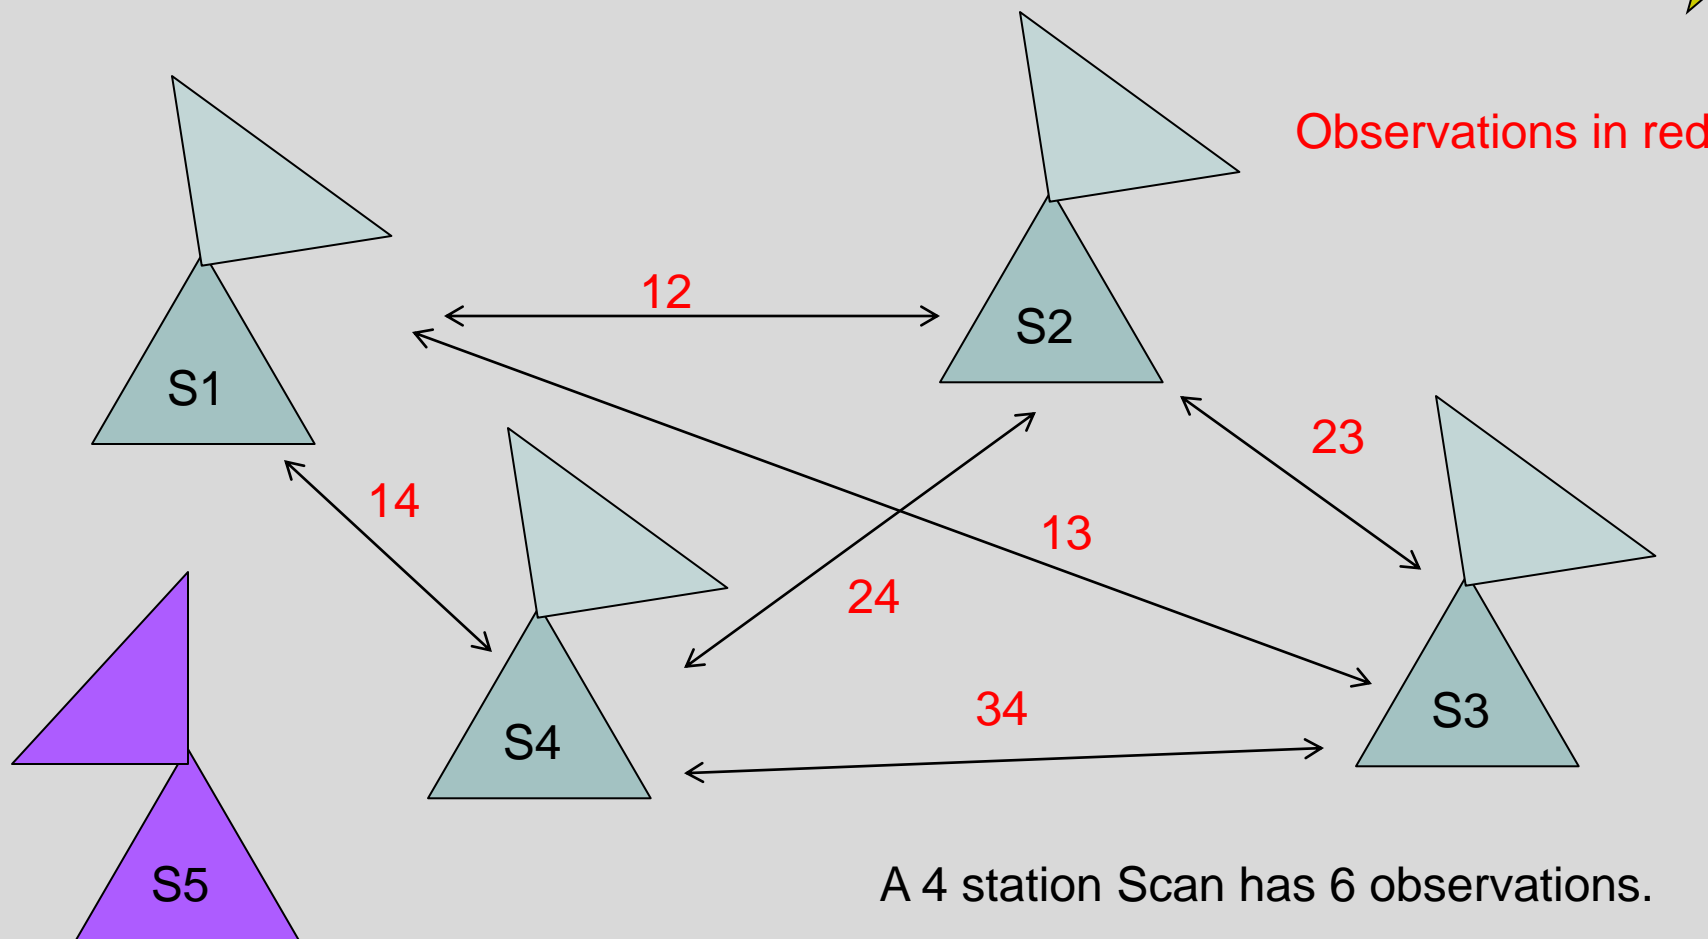 Observations in red
12
S2
S1
23
14
13
24
34
S3
S4
S5
A 4 station Scan has 6 observations.